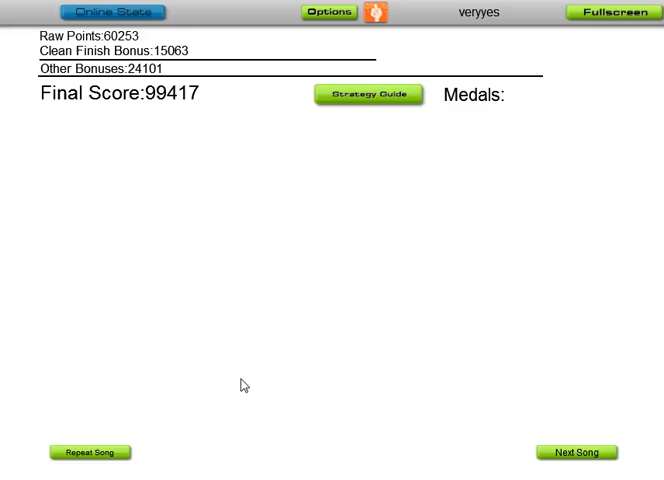 Online Stats Options veryyes Fullscreen
Raw Points:60253
Clean Finish Bonus:15063
Other Bonuses:24101
Final Score:99417 Strategy Guide Medals:
Repeat Song Next Song